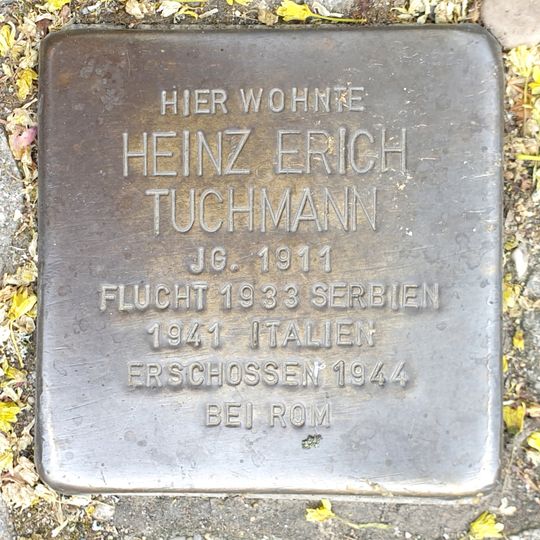 HIER WOHNTE
HEINZ ERICH
TUCHMANN
JG. 1911
FLUCHT 1933 SERBIEN
1941 ITALIEN
ERSCHOSSEN 1944
BEI ROM